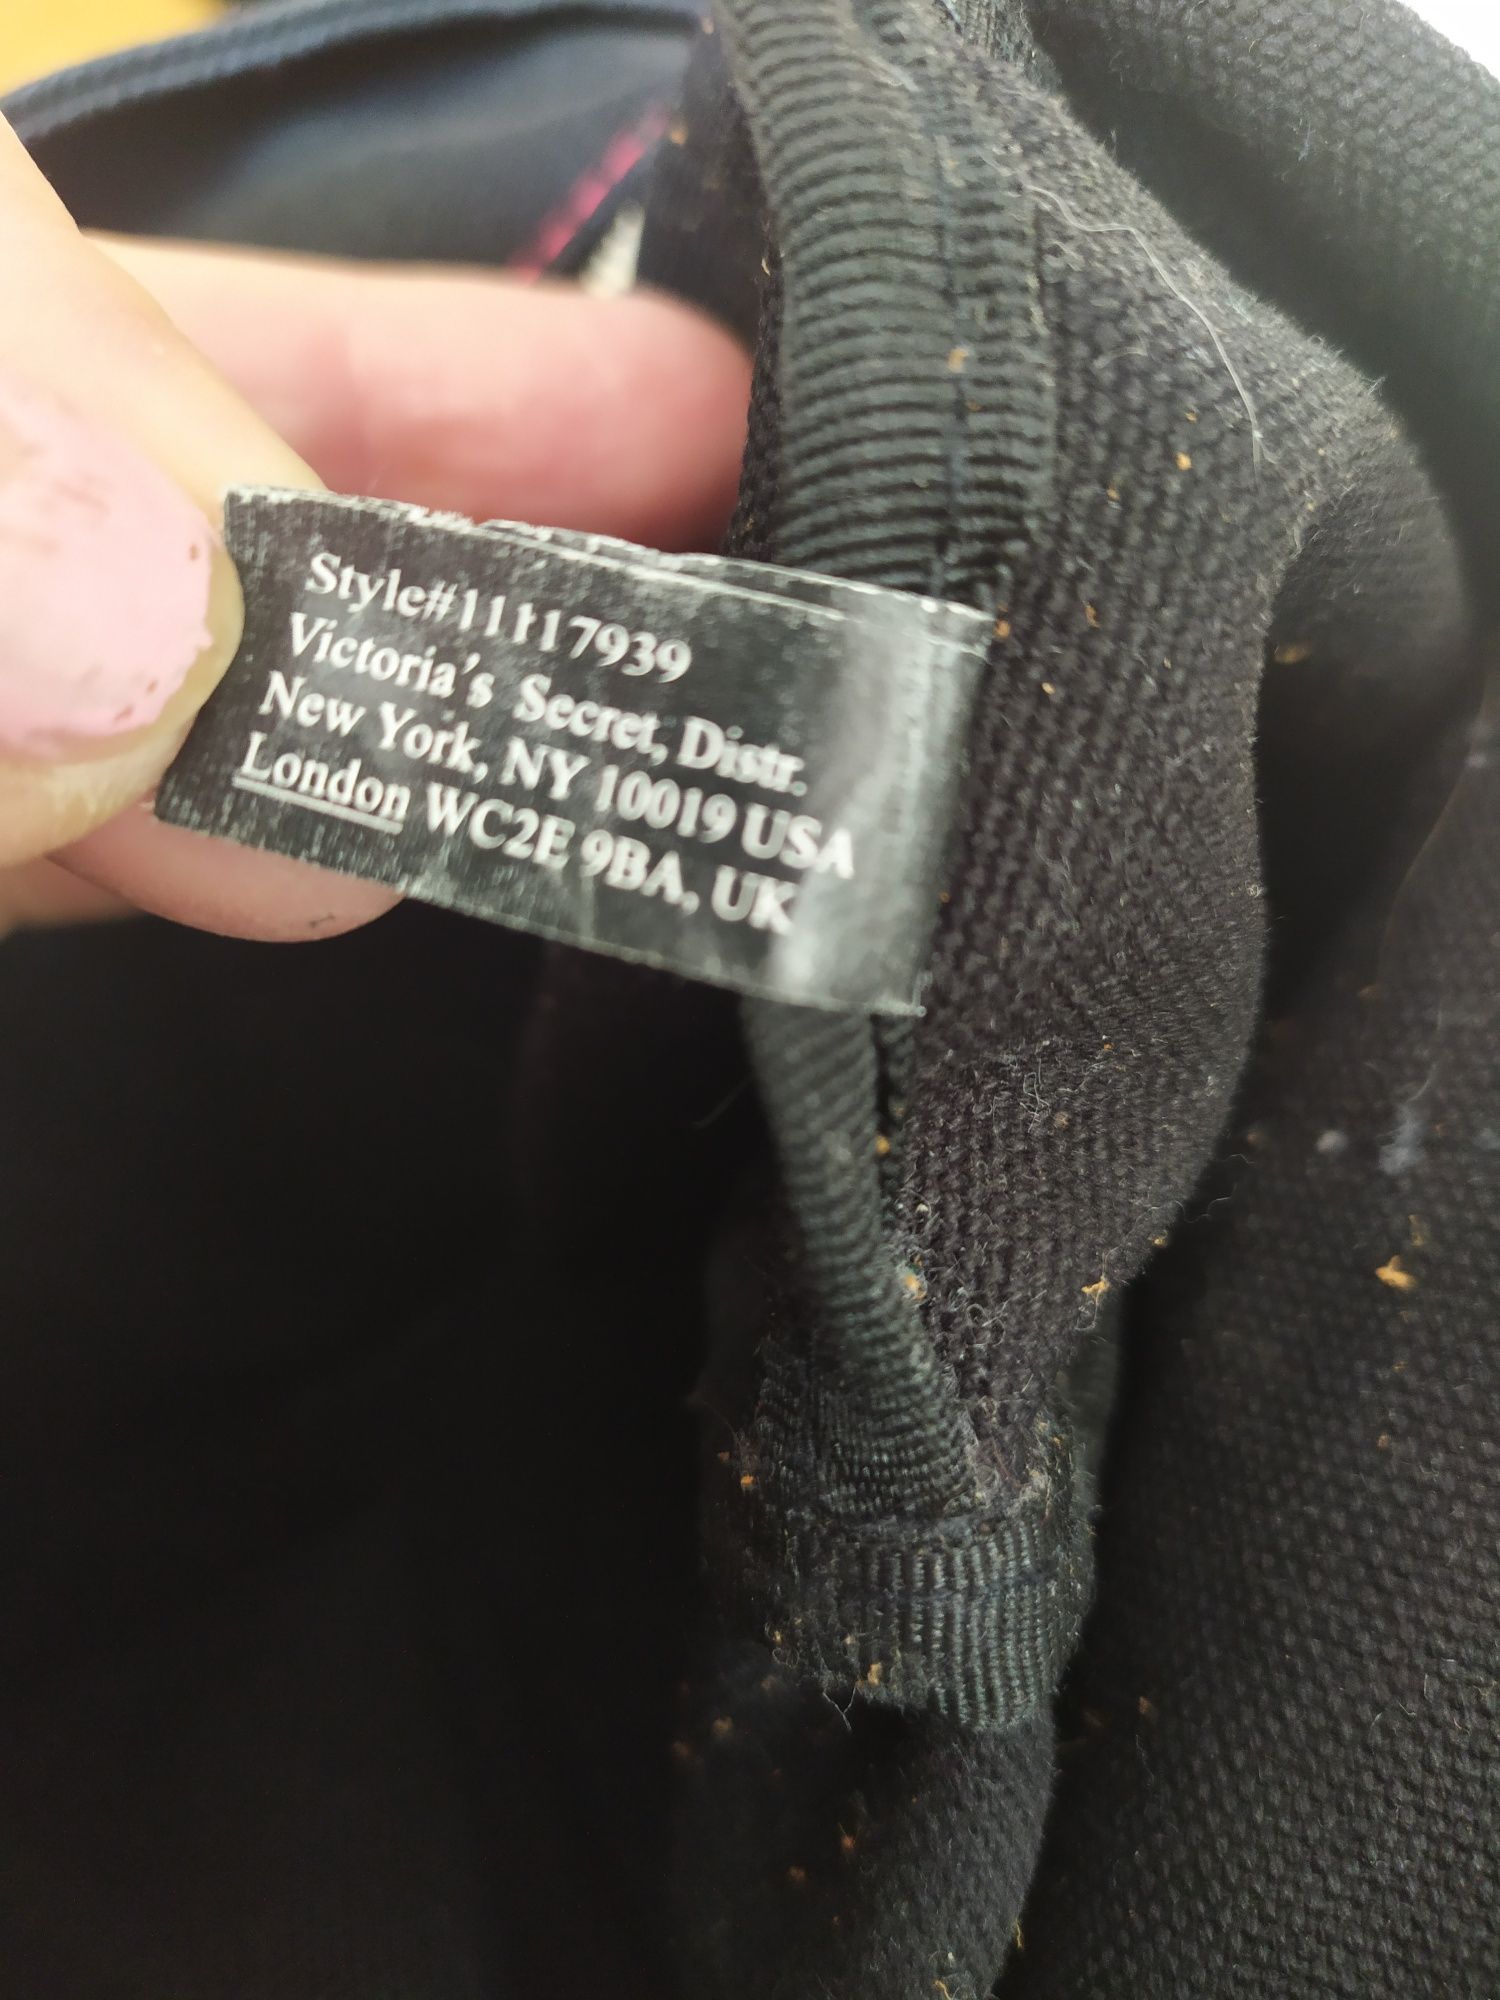 Style#11117939
Victoria's Secret, Distr.
New York, NY 10019 USA
London WC2E 9BA, UK